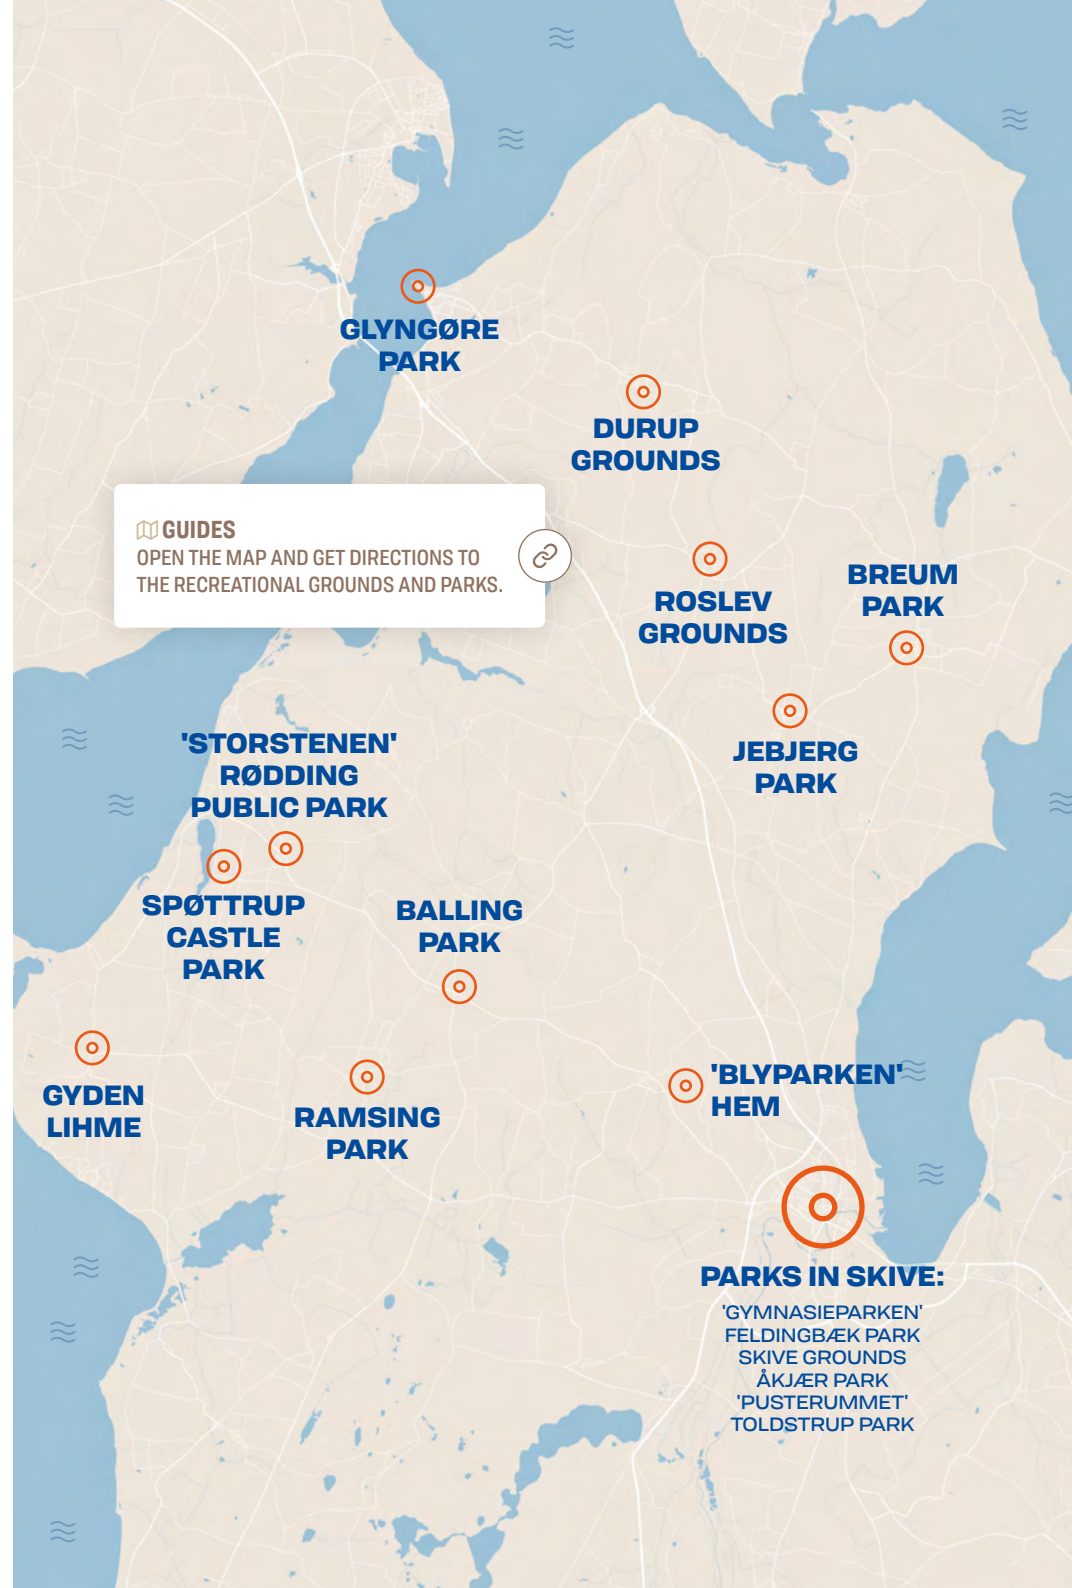 GLYNGØRE
PARK
DURUP
GROUNDS
GUIDES
OPEN THE MAP AND GET DIRECTIONS TO
THE RECREATIONAL GROUNDS AND PARKS.
ROSLEV
GROUNDS
BREUM
PARK
JEBJERG
PARK
'STORSTENEN'
RØDDING
PUBLIC PARK
SPØTTRUP
CASTLE
PARK
BALLING
PARK
GYDEN
LIHME
RAMSING
PARK
'BLYPARKEN'
HEM
PARKS IN SKIVE:
'GYMNASIEPARKEN'
FELDINGBÆK PARK
SKIVE GROUNDS
ÅKJÆR PARK
'PUSTERUMMET'
TOLDSTRUP PARK